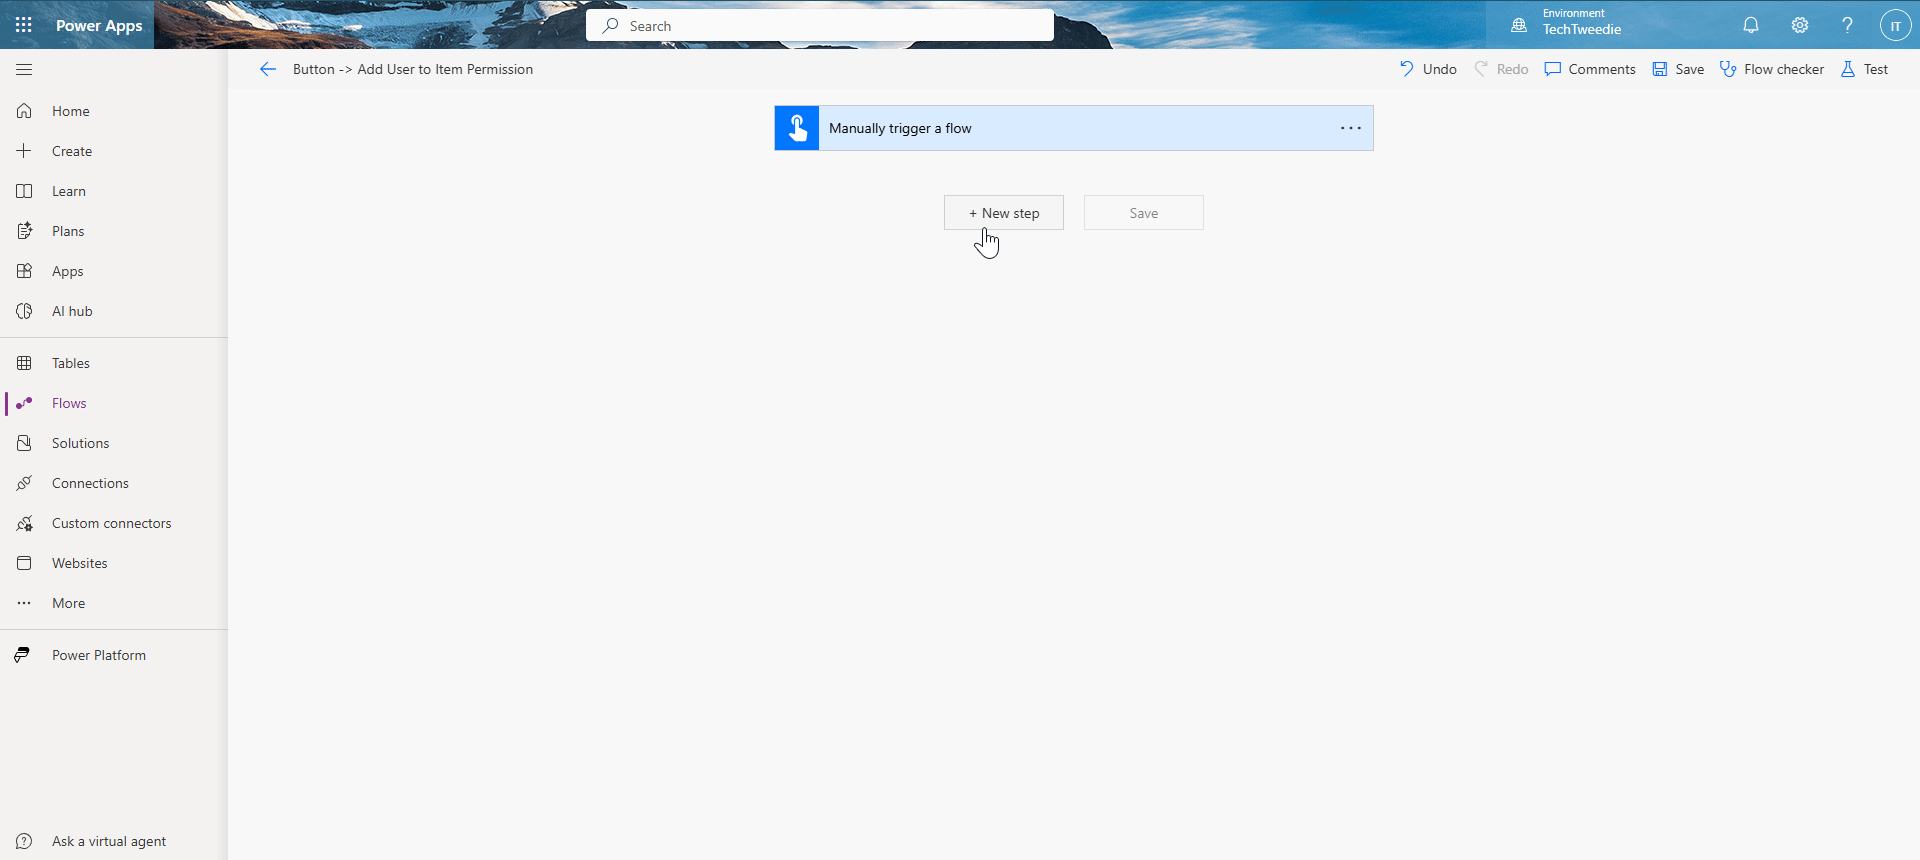 Power Apps
Search
Environment
TechTweedie
IT
Button -> Add User to Item Permission
Undo
Redo
Comments
Save
Flow checker
Test
Home
Create
Learn
Plans
Apps
AI hub
Tables
Flows
Solutions
Connections
Custom connectors
Websites
More
Power Platform
Ask a virtual agent
Manually trigger a flow
+ New step
Save